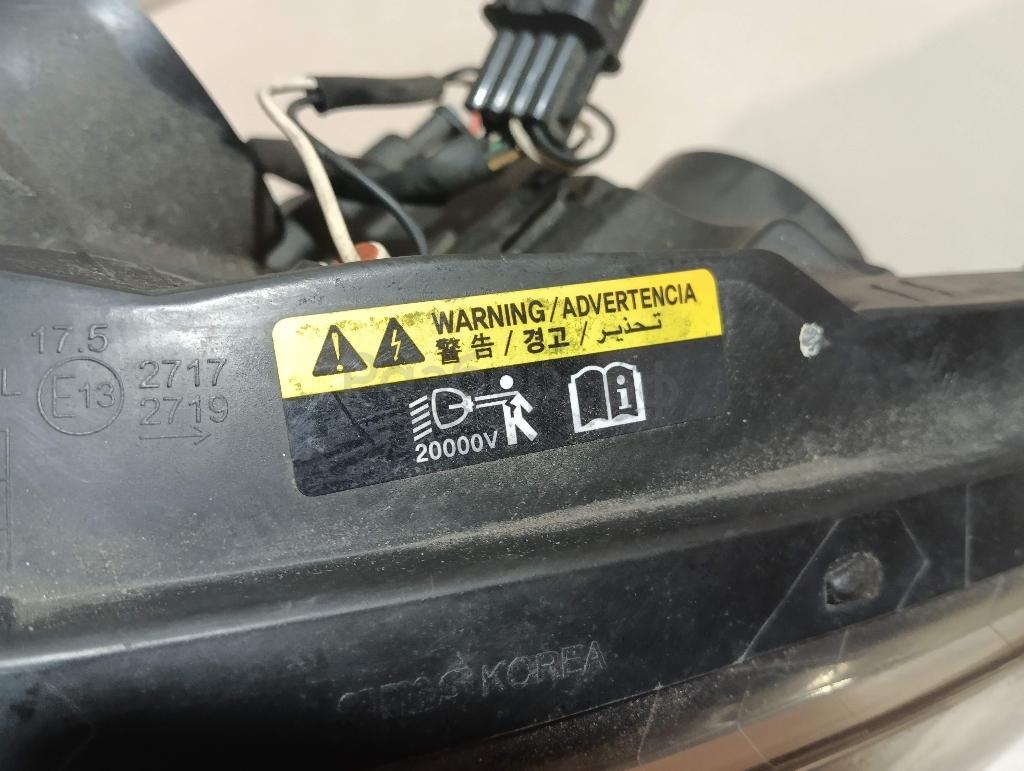 WARNING/ADVERTENCIA
警告 / 경고 / تحذير
20000V
i
17.5
E13
2717
2719
L
KOREA